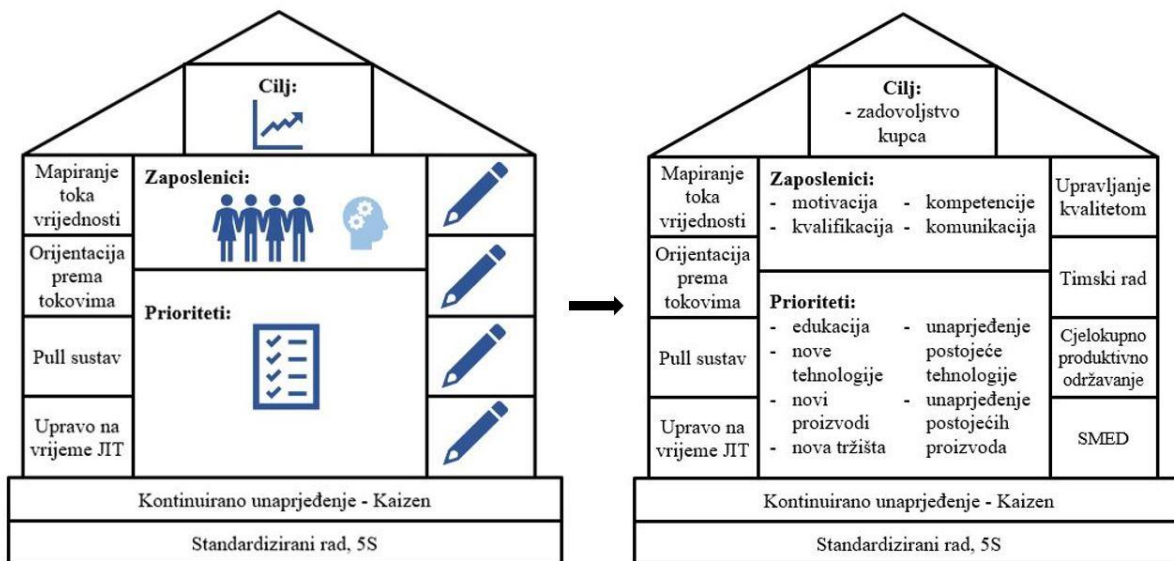 Cilj:
Mapiranje
toka
vrijednosti
Orijentacija
prema
tokovima
Pull sustav
Upravo na
vrijeme JIT
Zaposlenici:
Prioriteti:
Kontinuirano unaprjeđenje - Kaizen
Standardizirani rad, 5S
Cilj:
- zadovoljstvo
kupca
Mapiranje
toka
vrijednosti
Orijentacija
prema
tokovima
Pull sustav
Upravo na
vrijeme JIT
Zaposlenici:
- motivacija
- kvalifikacija
- kompetencije
- komunikacija
Prioriteti:
- edukacija
- nove
tehnologije
- novi
proizvodi
- nova tržišta
- unaprjeđenje
postojeće
tehnologije
- unaprjeđenje
postojećih
proizvoda
Upravljanje
kvalitetom
Timski rad
Cjelokupno
produktivno
održavanje
SMED
Kontinuirano unaprjeđenje - Kaizen
Standardizirani rad, 5S